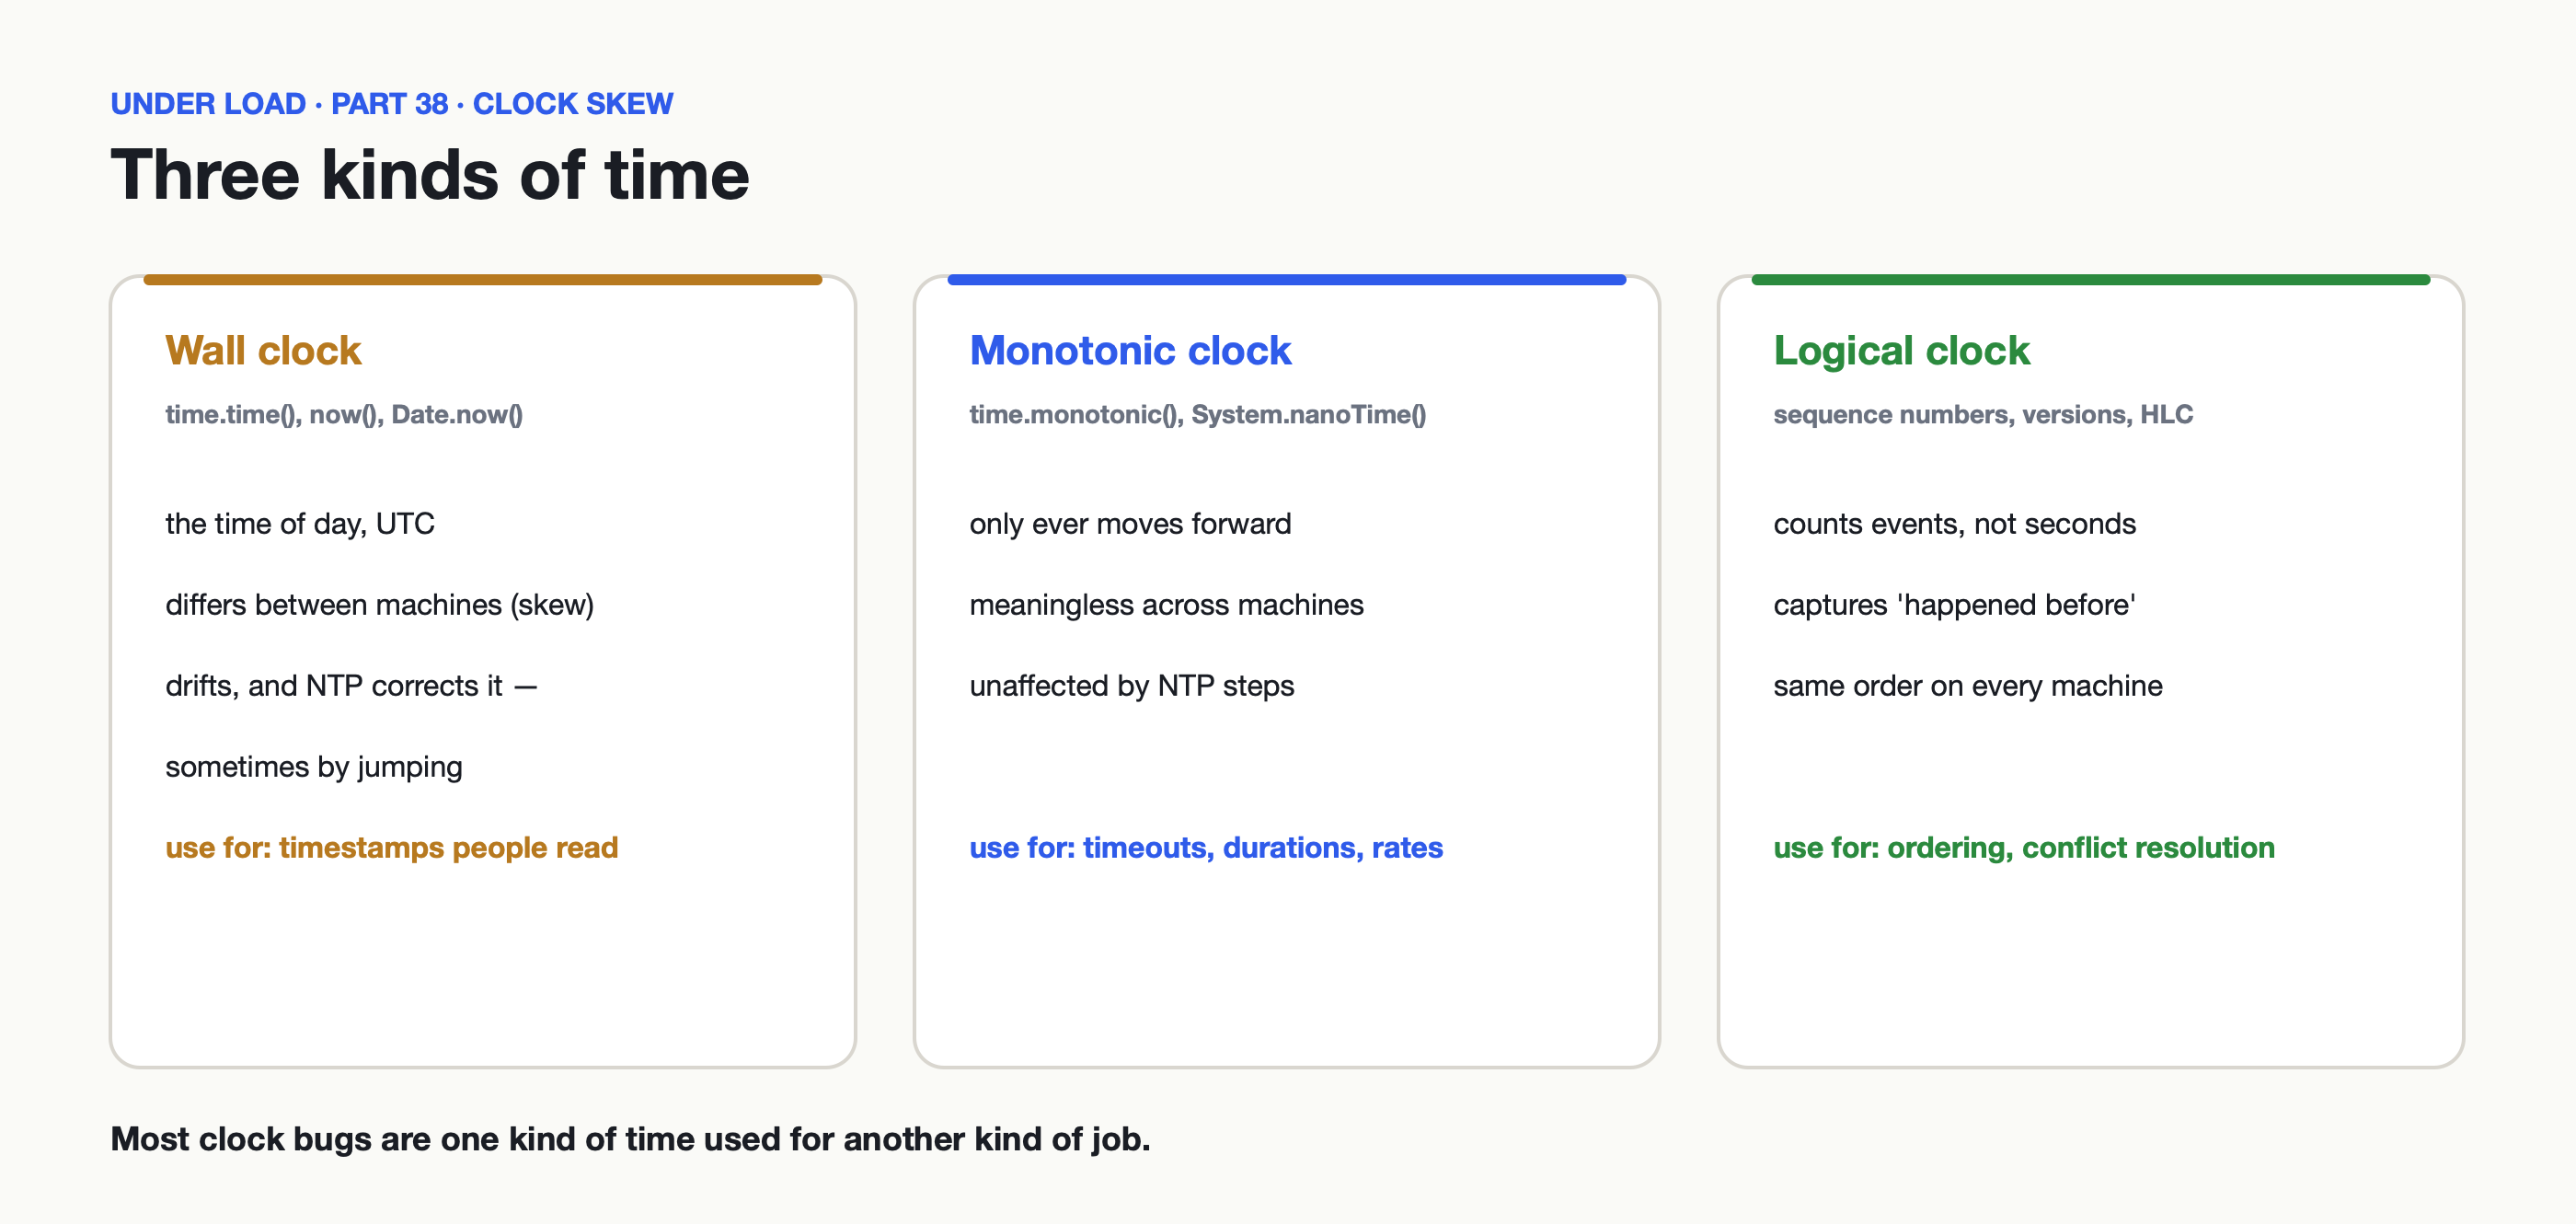 UNDER LOAD · PART 38 · CLOCK SKEW
Three kinds of time
Wall clock
time.time(), now(), Date.now()
the time of day, UTC
differs between machines (skew)
drifts, and NTP corrects it —
sometimes by jumping
use for: timestamps people read
Monotonic clock
time.monotonic(), System.nanoTime()
only ever moves forward
meaningless across machines
unaffected by NTP steps
use for: timeouts, durations, rates
Logical clock
sequence numbers, versions, HLC
counts events, not seconds
captures 'happened before'
same order on every machine
use for: ordering, conflict resolution
Most clock bugs are one kind of time used for another kind of job.